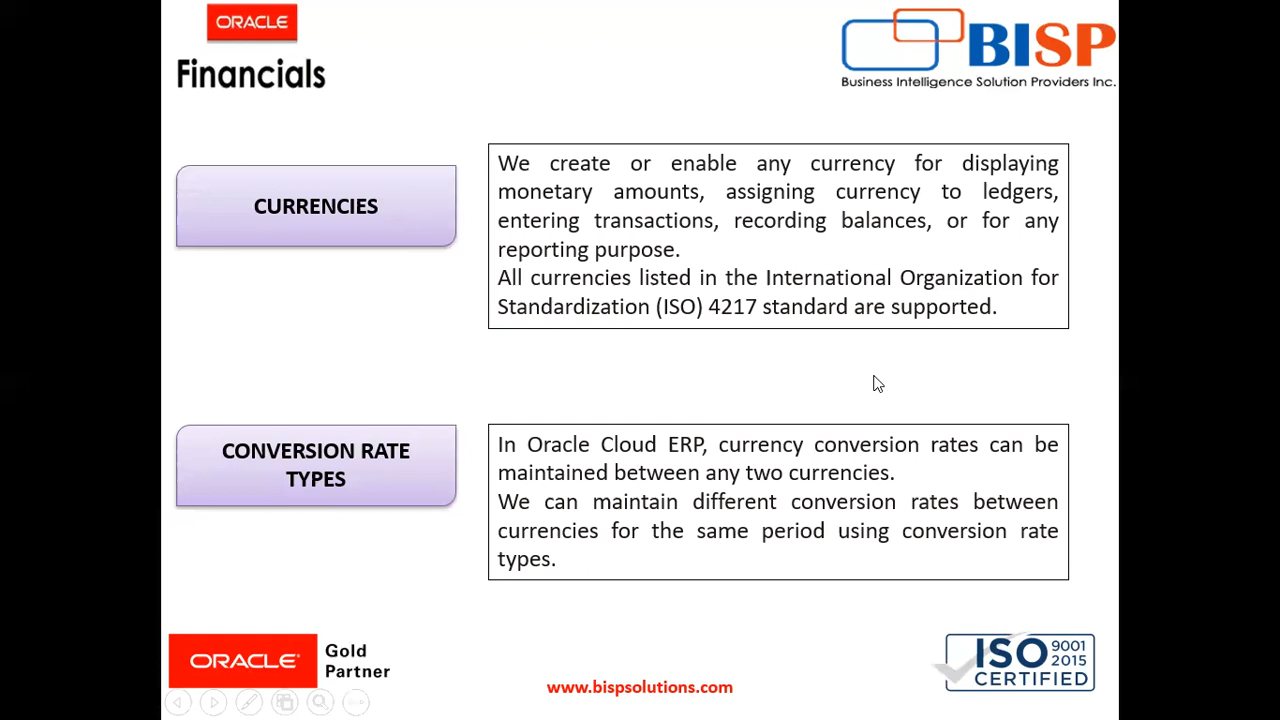 ORACLE
Financials
BISP
Business Intelligence Solution Providers Inc.
CURRENCIES
We create or enable any currency for displaying
monetary amounts, assigning currency to ledgers,
entering transactions, recording balances, or for any
reporting purpose.
All currencies listed in the International Organization for
Standardization (ISO) 4217 standard are supported.
CONVERSION RATE
TYPES
In Oracle Cloud ERP, currency conversion rates can be
maintained between any two currencies.
We can maintain different conversion rates between
currencies for the same period using conversion rate
types.
ORACLE®
Gold
Partner
www.bispsolutions.com
ISO 9001
2015
CERTIFIED